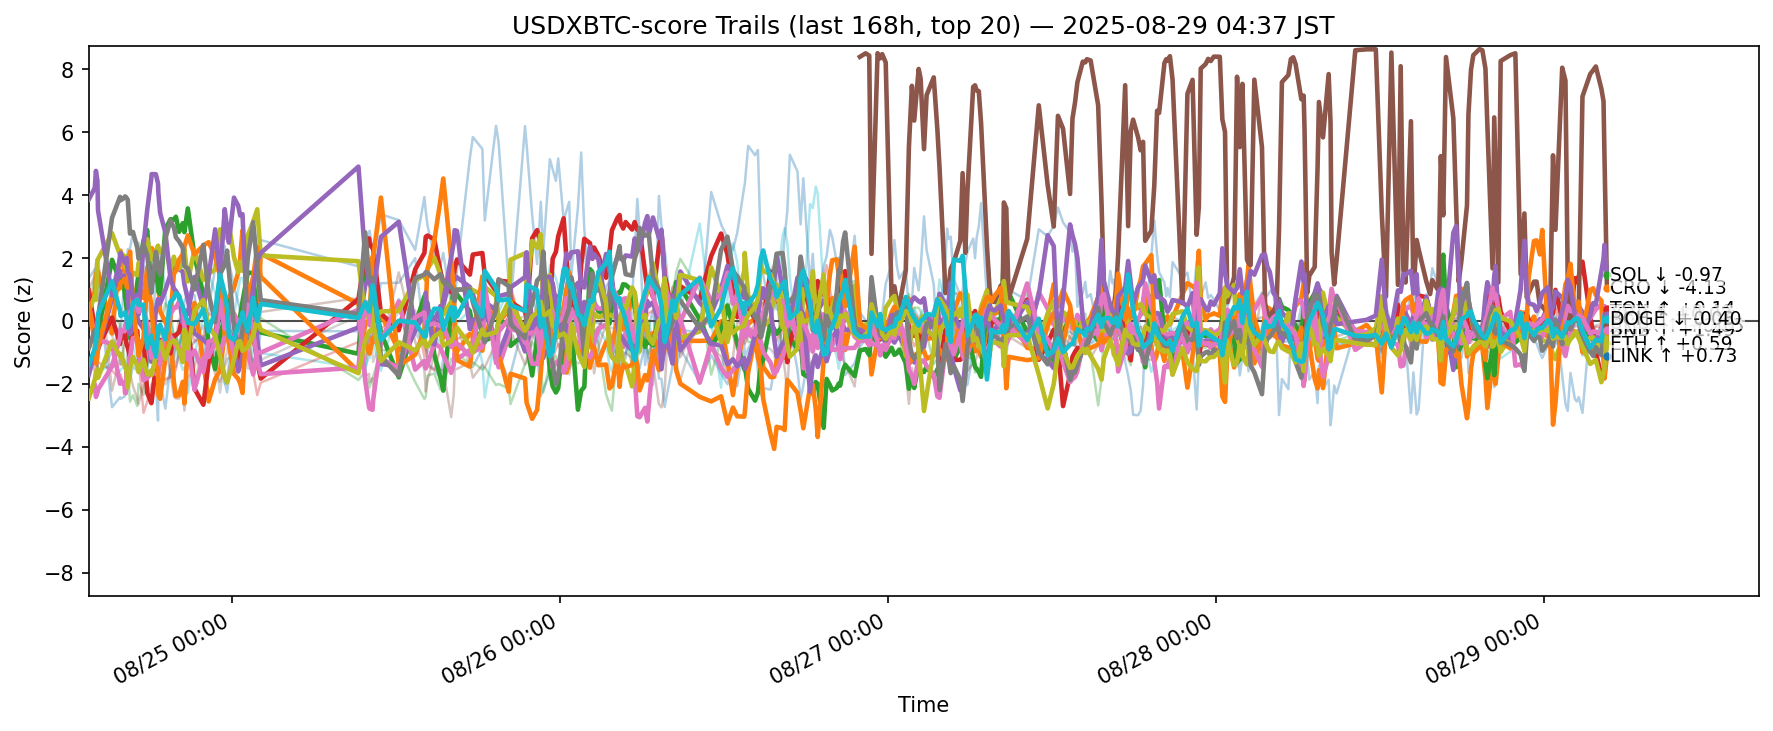 USDXBTC-score Trails (last 168h, top 20) — 2025-08-29 04:37 JST
Score (z)
8
6
4
2
0
−2
−4
−6
−8
SOL ↓ -0.97
CRO ↓ -4.13
DOGE ↓ -0.40
ETH ↑ +0.59
LINK ↑ +0.73
08/25 00:00
08/26 00:00
08/27 00:00
08/28 00:00
08/29 00:00
Time